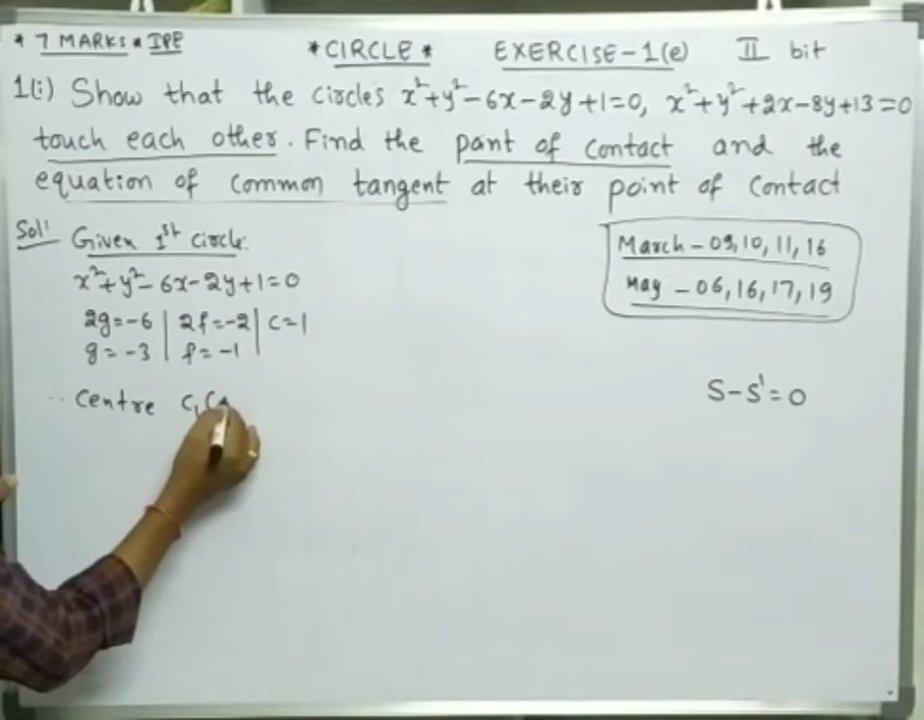 * 7 MARKS * IPE
* CIRCLE *
EXERCISE-1(e) II bit
1(i) Show that the circles x²+y²-6x-2y+1=0, x²+y²+2x-8y+13=0
touch each other. Find the point of contact and the
equation of common tangent at their point of contact
Sol: Given 1st circle:
x²+y²-6x-2y+1=0
2g=-6 | 2f=-2 | c=1
g=-3 | f=-1 |
∴ Centre C₁(
March - 09,10,11,16
May - 06,16,17,19
S-S'=0